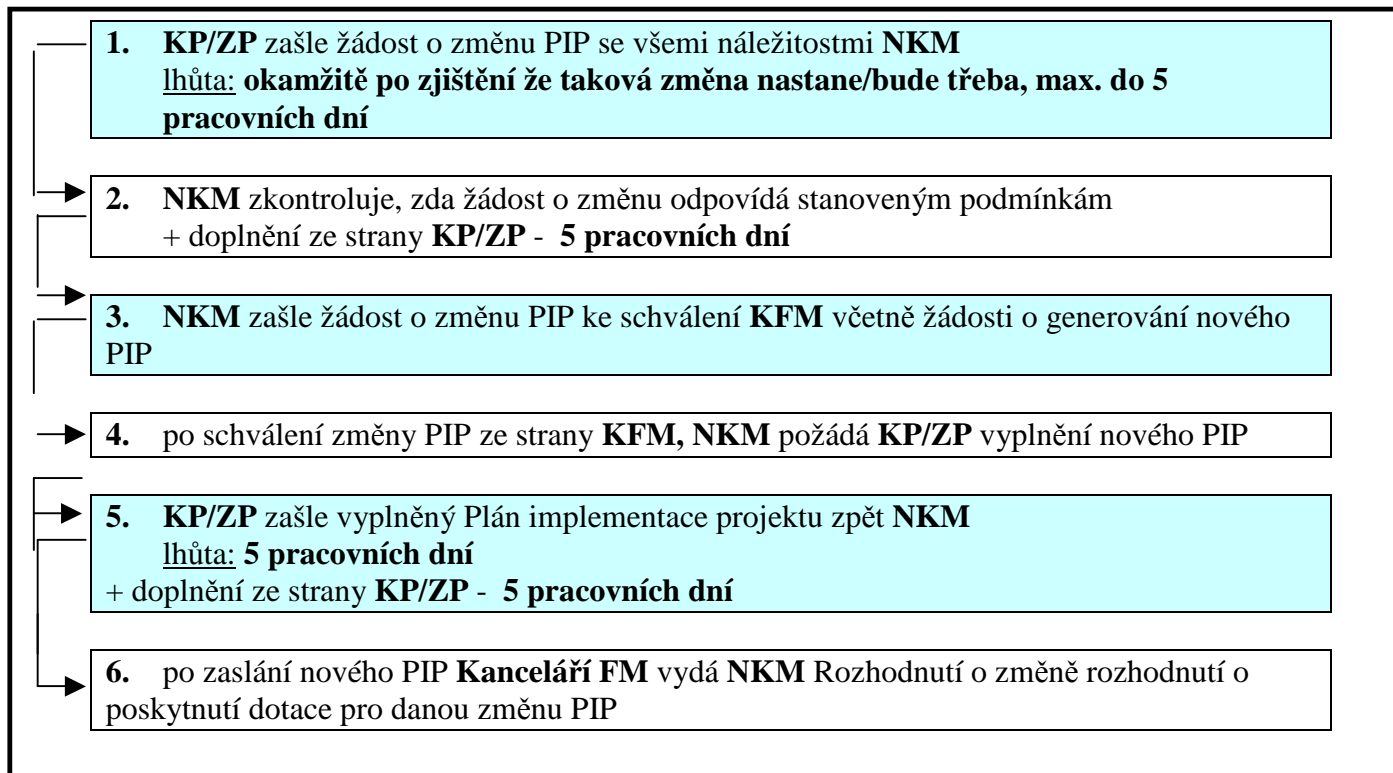 1. KP/ZP zašle žádost o změnu PIP se všemi náležitostmi NKM
lhůta: okamžitě po zjištění že taková změna nastane/bude třeba, max. do 5
pracovních dní
2. NKM zkontroluje, zda žádost o změnu odpovídá stanoveným podmínkám
+ doplnění ze strany KP/ZP - 5 pracovních dní
3. NKM zašle žádost o změnu PIP ke schválení KFM včetně žádosti o generování nového
PIP
4. po schválení změny PIP ze strany KFM, NKM požádá KP/ZP vyplnění nového PIP
5. KP/ZP zašle vyplněný Plán implementace projektu zpět NKM
lhůta: 5 pracovních dní
+ doplnění ze strany KP/ZP - 5 pracovních dní
6. po zaslání nového PIP Kanceláří FM vydá NKM Rozhodnutí o změně rozhodnutí o
poskytnutí dotace pro danou změnu PIP